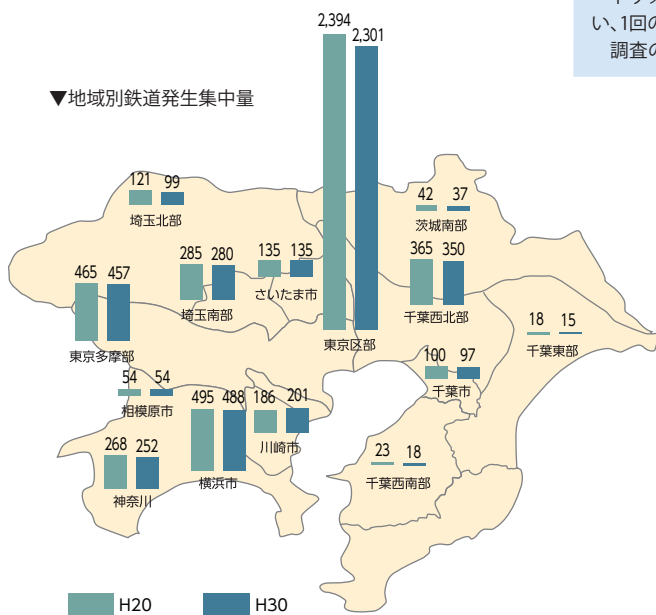 トリッ
い、1回の
調査の
▼地域別鉄道発生集中量
2,394
2,301
東京区部
121 99
埼玉北部
42 37
茨城南部
285 280
埼玉南部
135 135
さいたま市
365 350
千葉西北部
465 457
東京多摩部
18 15
千葉東部
100 97
千葉市
54 54
相模原市
495 488
横浜市
186 201
川崎市
268 252
神奈川
23 18
千葉西南部
H20 H30